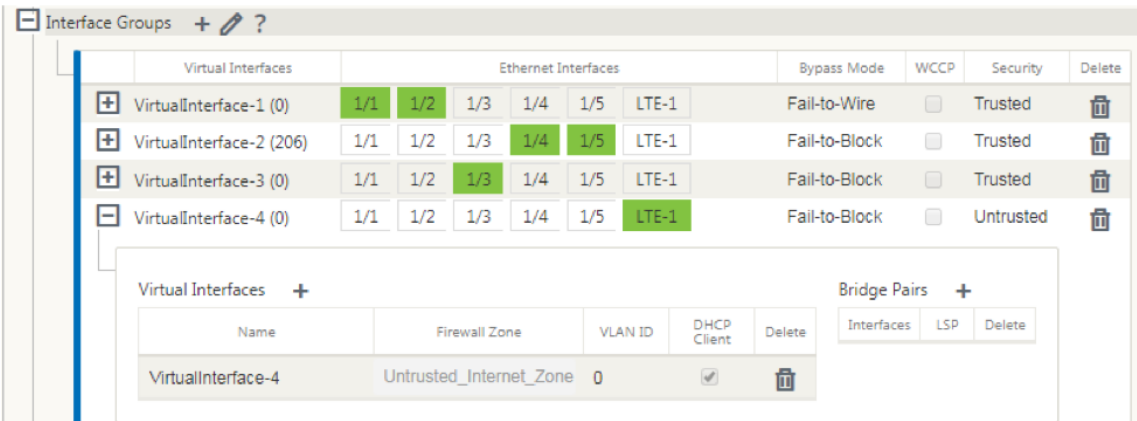 Interface Groups + ?
Virtual Interfaces Ethernet Interfaces Bypass Mode WCCP Security Delete
VirtualInterface-1 (0) 1/1 1/2 1/3 1/4 1/5 LTE-1 Fail-to-Wire Trusted
VirtualInterface-2 (206) 1/1 1/2 1/3 1/4 1/5 LTE-1 Fail-to-Block Trusted
VirtualInterface-3 (0) 1/1 1/2 1/3 1/4 1/5 LTE-1 Fail-to-Block Trusted
VirtualInterface-4 (0) 1/1 1/2 1/3 1/4 1/5 LTE-1 Fail-to-Block Untrusted
Virtual Interfaces + Bridge Pairs +
Name Firewall Zone VLAN ID DHCP Client Delete Interfaces LSP Delete
VirtualInterface-4 Untrusted_Internet_Zone 0